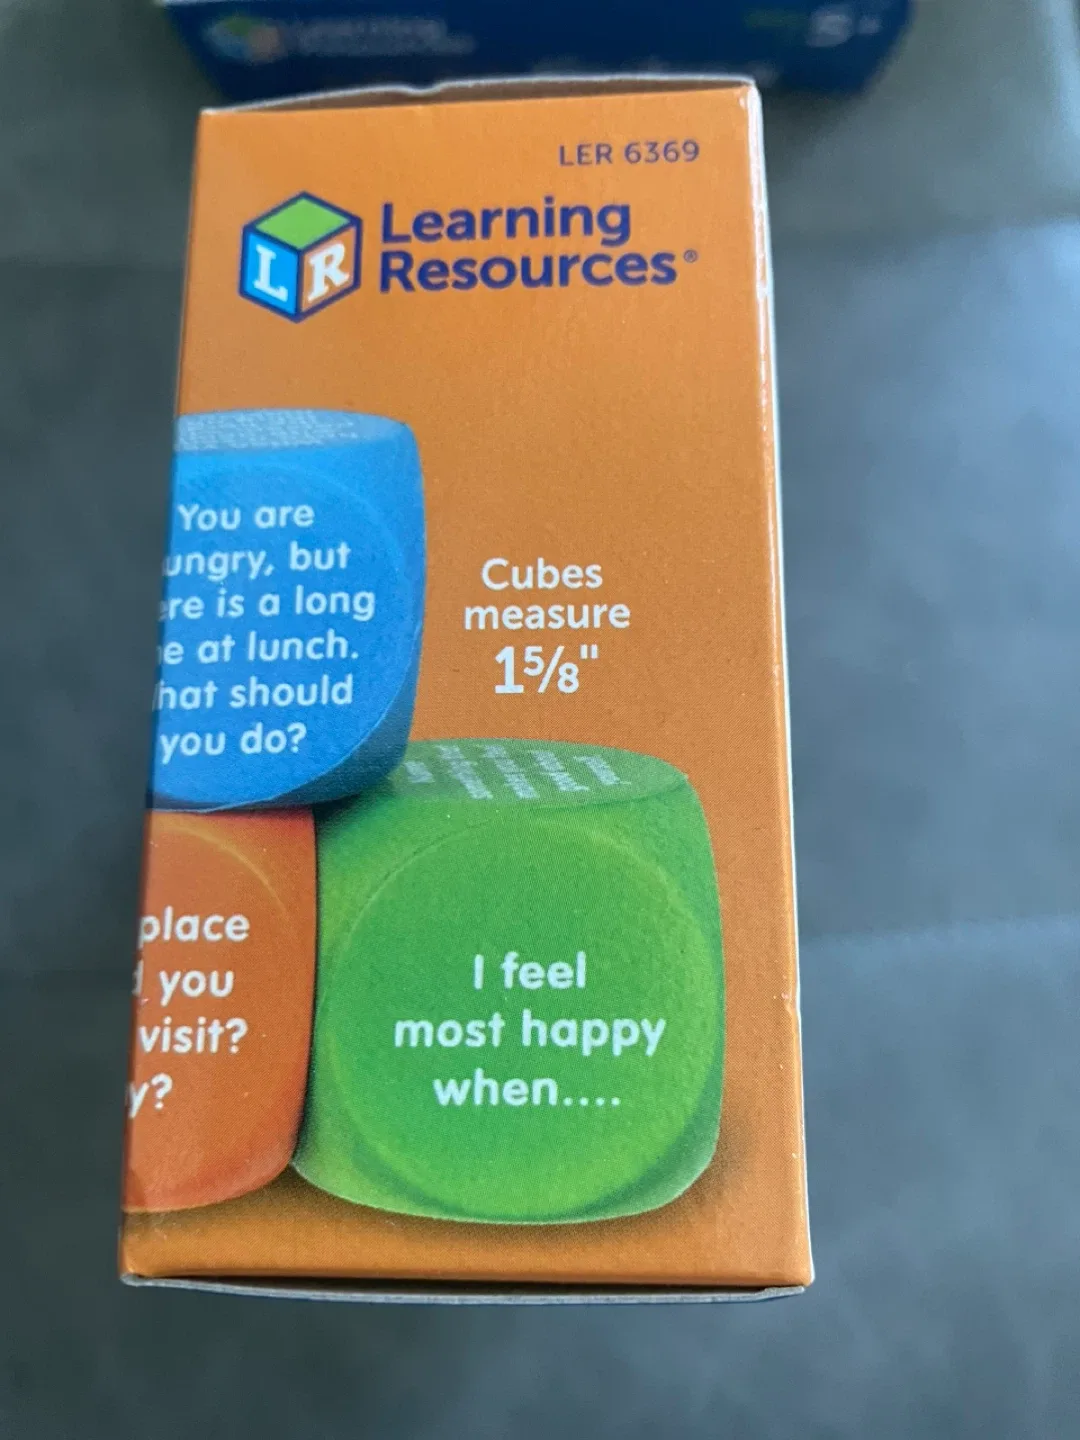 LER 6369
Learning
Resources®
L R
You are
ungry, but
ere is a long
e at lunch.
hat should
you do?
Cubes
measure
1⅝"
place
you
visit?
y?
I feel
most happy
when....